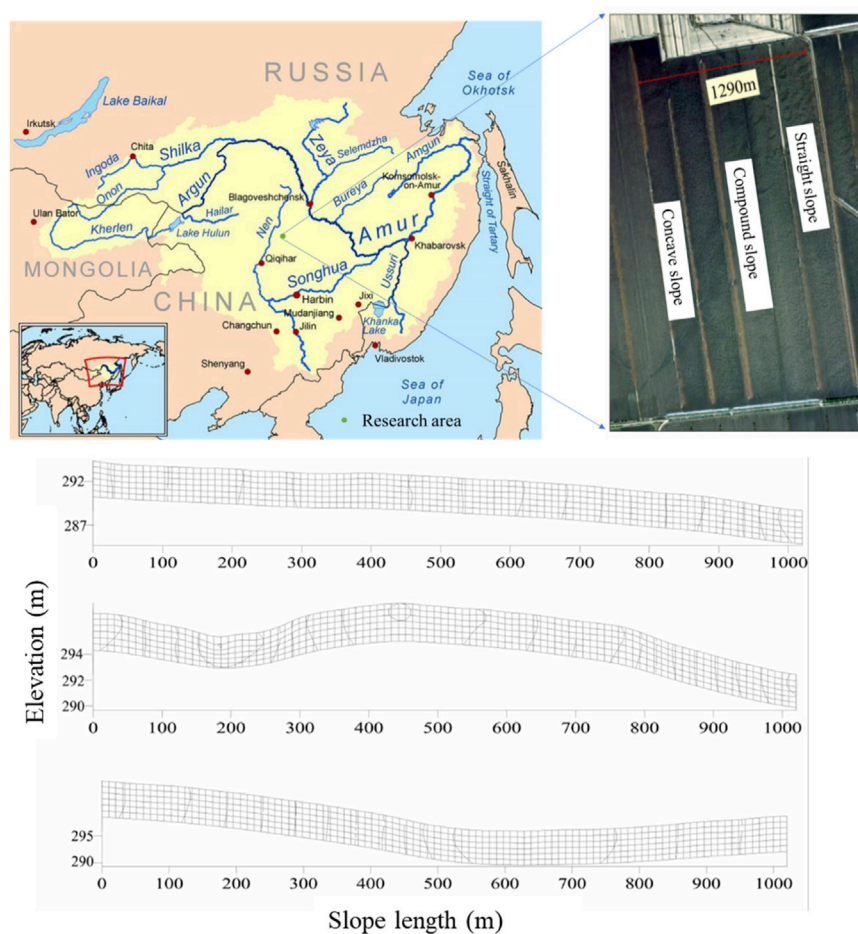 RUSSIA
Sea of
Okhotsk
Lake Baikal
Irkutsk
Chita
Ingoda
Shilka
Onon
Argun
Zeya
Selemdzha
Amgun
Komsomolsk-
on-Amur
Bureya
Blagoveshchensk
Sakhalin
Straight of Tartary
Ulan Bator
Kherlen
Hailar
Lake Hulun
Nen
Amur
Khabarovsk
MONGOLIA
Qiqihar
Songhua
Ussuri
CHINA
Harbin
Jixi
Mudanjiang
Khanka
Lake
Changchun
Jilin
Shenyang
Vladivostok
Sea of
Japan
Research area
1290m
Concave slope
Compound slope
Straight slope
Elevation (m)
292
287
0 100 200 300 400 500 600 700 800 900 1000
294
292
290
0 100 200 300 400 500 600 700 800 900 1000
295
290
0 100 200 300 400 500 600 700 800 900 1000
Slope length (m)